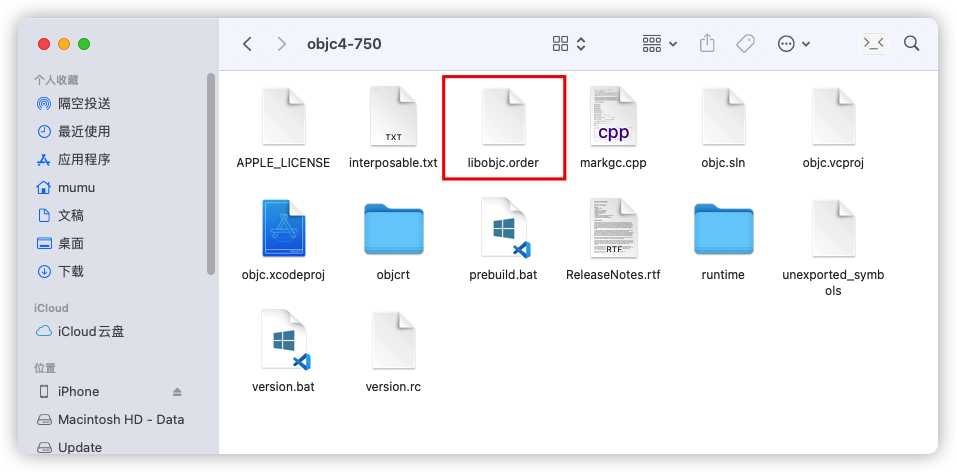 objc4-750
个人收藏
隔空投送
最近使用
应用程序
mumu
文稿
桌面
下载
iCloud
iCloud云盘
位置
iPhone
Macintosh HD - Data
Update
APPLE_LICENSE
TXT
interposable.txt
libobjc.order
cpp
markgc.cpp
objc.sln
objc.vcproj
objc.xcodeproj
objcrt
prebuild.bat
RTF
ReleaseNotes.rtf
runtime
unexported_symb
ols
version.bat
version.rc